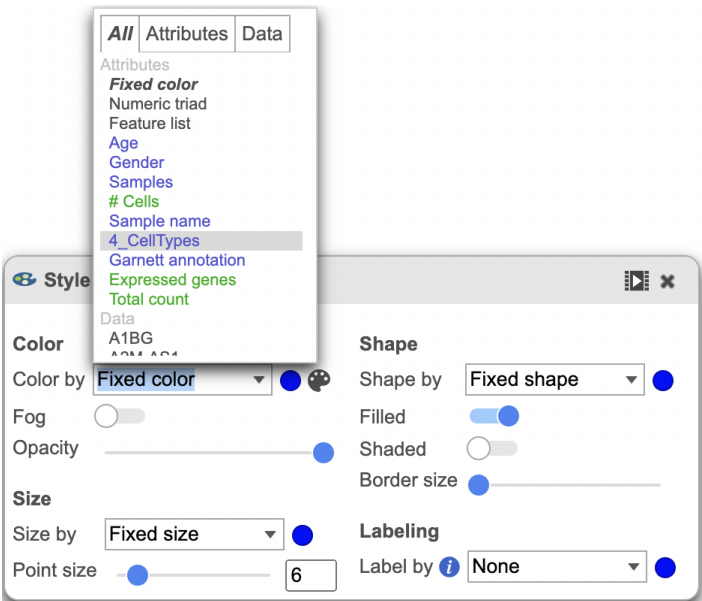 All Attributes Data
Attributes
Fixed color
Numeric triad
Feature list
Age
Gender
Samples
# Cells
Sample name
4_CellTypes
Garnett annotation
Expressed genes
Total count
Data
A1BG
A2M-AS1
Style
Color
Color by Fixed color
Fog
Opacity
Size
Size by Fixed size
Point size 6
Shape
Shape by Fixed shape
Filled
Shaded
Border size
Labeling
Label by i None